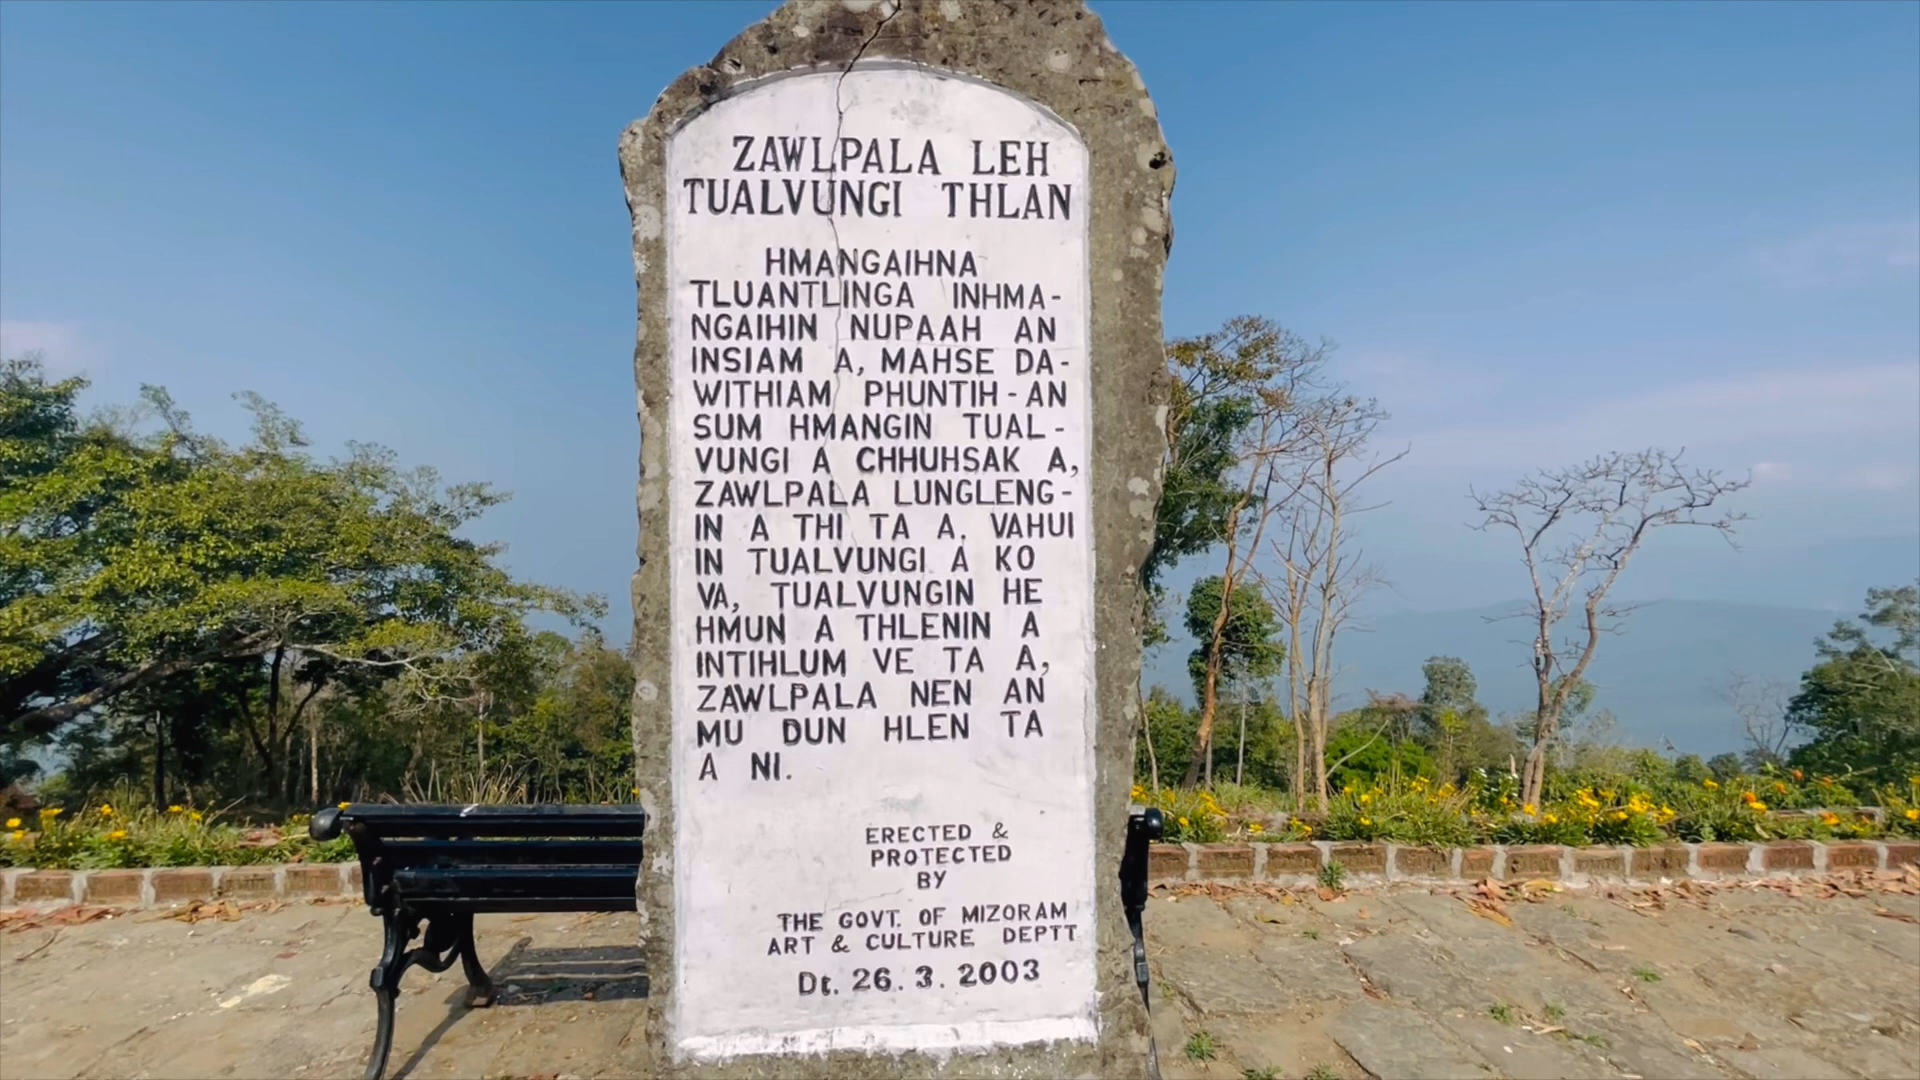 ZAWLPALA LEH
TUALVUNGI THLAN
HMANGAIHNA
TLUANTLINGA INHMA-
NGAIHIN NUPAAH AN
INSIAM A, MAHSE DA-
WITHIAM PHUNTIH-AN
SUM HMANGIN TUAL-
VUNGI A CHHUHSAK A,
ZAWLPALA LUNGLENG-
IN A THI TA A. VAHUI
IN TUALVUNGI A KO
VA, TUALVUNGIN HE
HMUN A THLENIN A
INTIHLUM VE TA A,
ZAWLPALA NEN AN
MU DUN HLEN TA
A NI.
ERECTED &
PROTECTED
BY
THE GOVT. OF MIZORAM
ART & CULTURE DEPTT
Dt. 26.3.2003